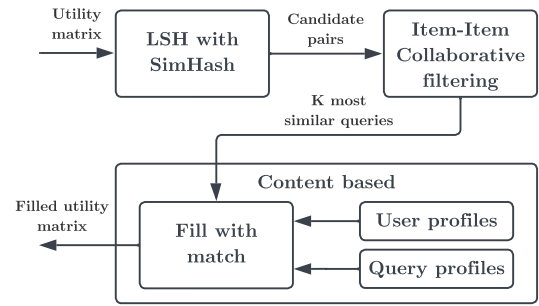 Utility
matrix
LSH with
SimHash
Candidate
pairs
Item-Item
Collaborative
filtering
K most
similar queries
Content based
Filled utility
matrix
Fill with
match
User profiles
Query profiles